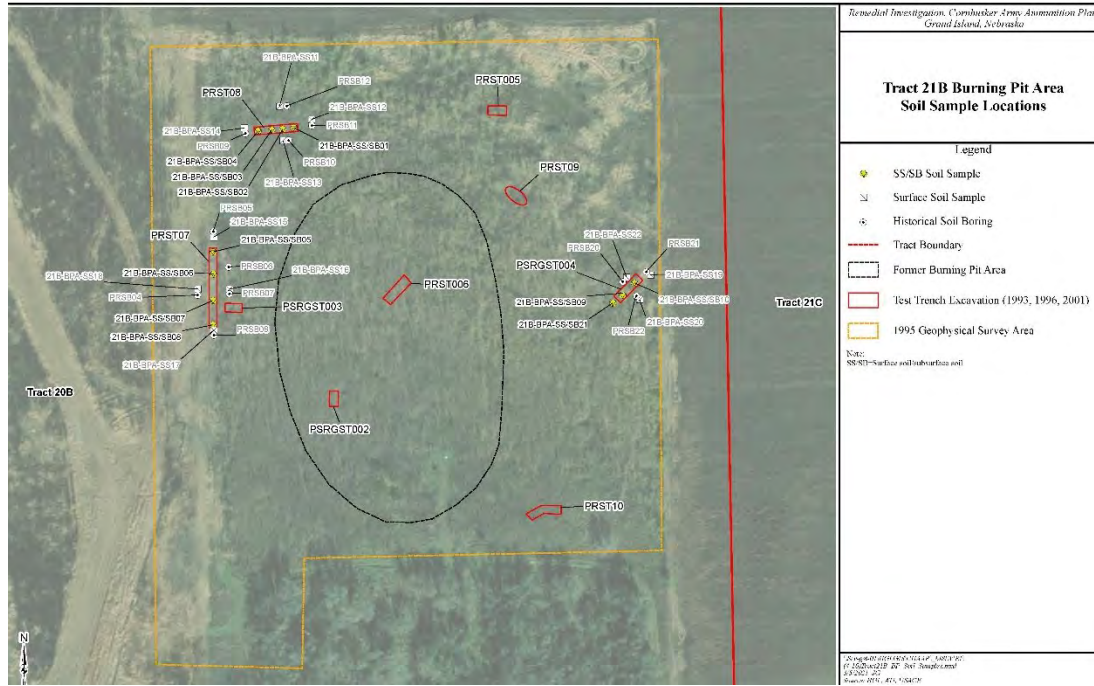 Remedial Investigation, Cornhusker Army Ammunition Plan
Grand Island, Nebraska
Tract 21B Burning Pit Area
Soil Sample Locations
Legend
SS/SB Soil Sample
Surface Soil Sample
Historical Soil Boring
Tract Boundary
Former Burning Pit Area
Test Trench Excavation (1993, 1996, 2001)
1995 Geophysical Survey Area
Note:
SS/SB=Surface soil/subsurface soil
21B-BPA-SS11
PRSB12
PRST08
21B-BPA-SS12
PRSB11
21B-BPA-SS14
PRSB09
21B-BPA-SS/SB01
21B-BPA-SS/SB04
PRSB10
21B-BPA-SS/SB03
21B-BPA-SS13
21B-BPA-SS/SB02
PRST005
PRST09
PRSB05
21B-BPA-SS15
PRST07
21B-BPA-SS/SB05
PRSB06
21B-BPA-SS/SB06
21B-BPA-SS16
21B-BPA-SS18
PRSB04
PRSB07
PSRGST003
21B-BPA-SS/SB07
PRSB08
21B-BPA-SS/SB08
21B-BPA-SS17
PRST006
21B-BPA-SS22
PRSB20
PRSB21
PSRGST004
21B-BPA-SS19
21B-BPA-SS/SB09
21B-BPA-SS/SB10
21B-BPA-SS/SB21
21B-BPA-SS20
PRSB22
Tract 21C
Tract 20B
PSRGST002
PRST10
N